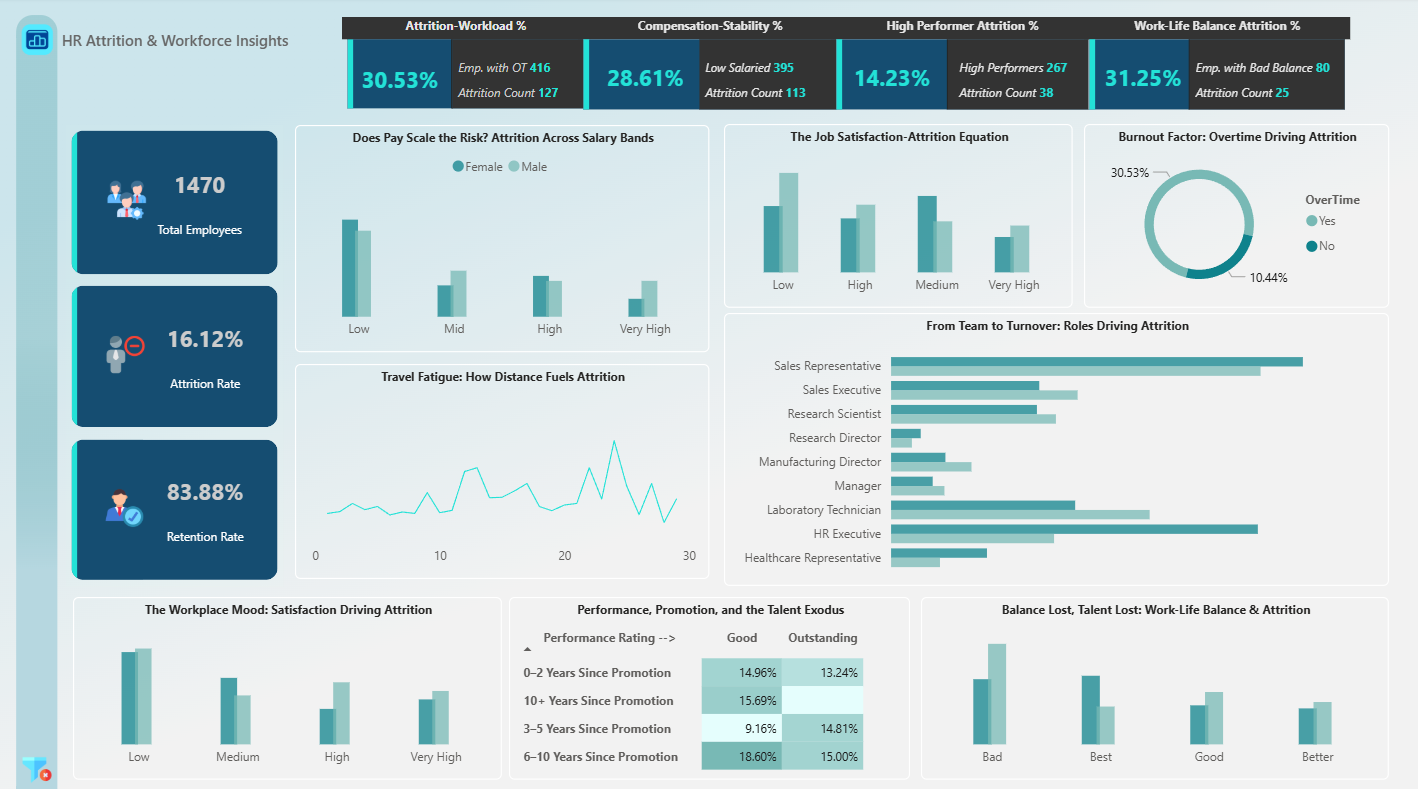 HR Attrition & Workforce Insights
Attrition-Workload %
30.53%
Emp. with OT 416
Attrition Count 127
Compensation-Stability %
28.61%
Low Salaried 395
Attrition Count 113
High Performer Attrition %
14.23%
High Performers 267
Attrition Count 38
Work-Life Balance Attrition %
31.25%
Emp. with Bad Balance 80
Attrition Count 25
1470
Total Employees
16.12%
Attrition Rate
83.88%
Retention Rate
Does Pay Scale the Risk? Attrition Across Salary Bands
Female Male
Low Mid High Very High
The Job Satisfaction-Attrition Equation
Low High Medium Very High
Burnout Factor: Overtime Driving Attrition
30.53%
10.44%
OverTime
Yes
No
Travel Fatigue: How Distance Fuels Attrition
0 10 20 30
From Team to Turnover: Roles Driving Attrition
Sales Representative
Sales Executive
Research Scientist
Research Director
Manufacturing Director
Manager
Laboratory Technician
HR Executive
Healthcare Representative
The Workplace Mood: Satisfaction Driving Attrition
Low Medium High Very High
Performance, Promotion, and the Talent Exodus
Performance Rating --> Good Outstanding
0–2 Years Since Promotion 14.96% 13.24%
10+ Years Since Promotion 15.69%
3–5 Years Since Promotion 9.16% 14.81%
6–10 Years Since Promotion 18.60% 15.00%
Balance Lost, Talent Lost: Work-Life Balance & Attrition
Bad Best Good Better